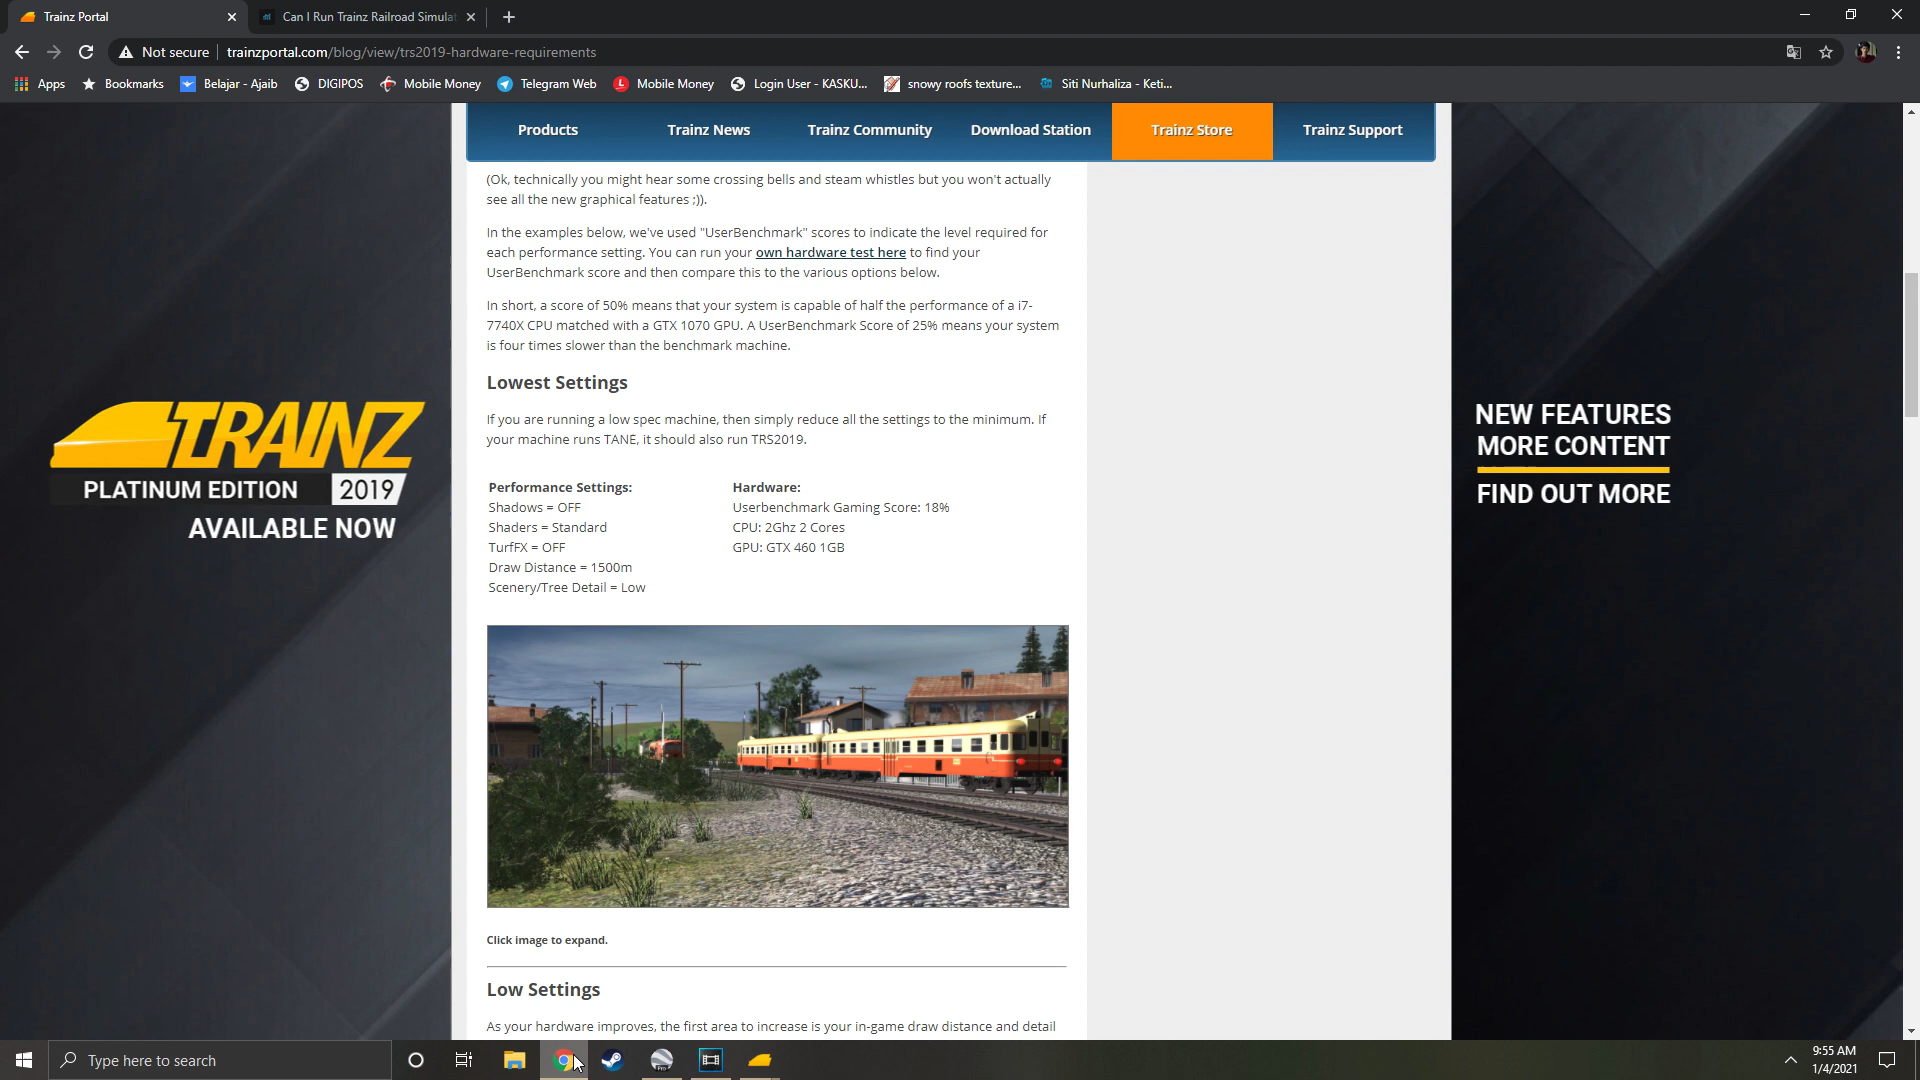 Trainz Portal
Can I Run Trainz Railroad Simulat
Not secure
trainzportal.com/blog/view/trs2019-hardware-requirements
Apps
Bookmarks
Belajar - Ajaib
DIGIPOS
Mobile Money
Telegram Web
Mobile Money
Login User - KASKU...
snowy roofs texture...
Siti Nurhaliza - Keti...
Products
Trainz News
Trainz Community
Download Station
Trainz Store
Trainz Support
(Ok, technically you might hear some crossing bells and steam whistles but you won't actually
see all the new graphical features ;)).
In the examples below, we've used "UserBenchmark" scores to indicate the level required for
each performance setting. You can run your own hardware test here to find your
UserBenchmark score and then compare this to the various options below.
In short, a score of 50% means that your system is capable of half the performance of a i7-
7740X CPU matched with a GTX 1070 GPU. A UserBenchmark Score of 25% means your system
is four times slower than the benchmark machine.
Lowest Settings
If you are running a low spec machine, then simply reduce all the settings to the minimum. If
your machine runs TANE, it should also run TRS2019.
Performance Settings:
Shadows = OFF
Shaders = Standard
TurfFX = OFF
Draw Distance = 1500m
Scenery/Tree Detail = Low
Hardware:
Userbenchmark Gaming Score: 18%
CPU: 2Ghz 2 Cores
GPU: GTX 460 1GB
Click image to expand.
Low Settings
As your hardware improves, the first area to increase is your in-game draw distance and detail
TRAINZ
PLATINUM EDITION 2019
AVAILABLE NOW
NEW FEATURES
MORE CONTENT
FIND OUT MORE
Type here to search
9:55 AM
1/4/2021